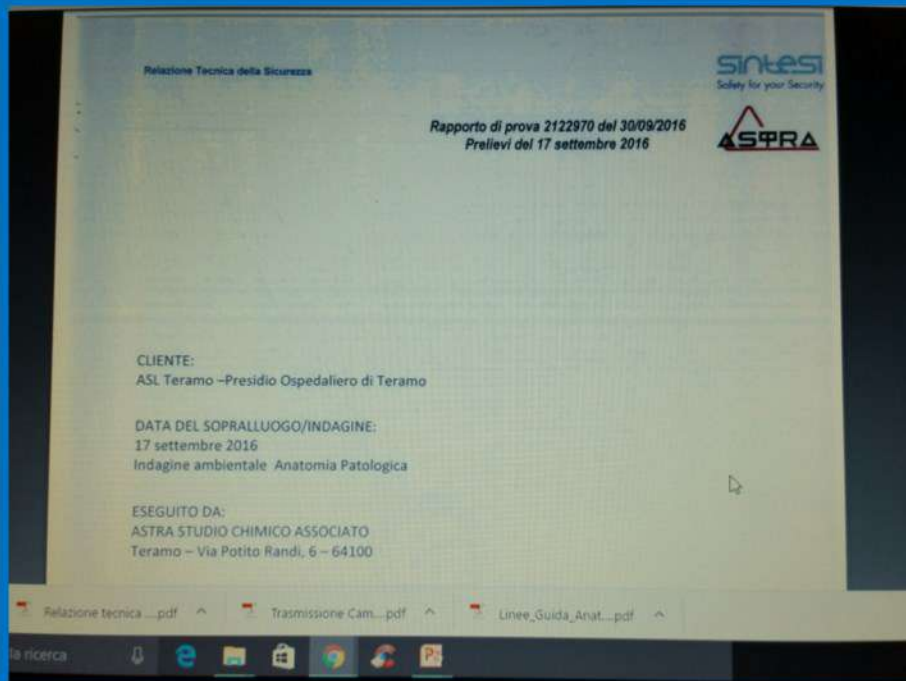 Relazione Tecnica della Sicurezza
sintesi
Safety for your Security
Rapporto di prova 2122970 del 30/09/2016
Prelievi del 17 settembre 2016
ASTRA
CLIENTE:
ASL Teramo –Presidio Ospedaliero di Teramo
DATA DEL SOPRALLUOGO/INDAGINE:
17 settembre 2016
Indagine ambientale Anatomia Patologica
ESEGUITO DA:
ASTRA STUDIO CHIMICO ASSOCIATO
Teramo – Via Potito Randi, 6 – 64100
Relazione tecnica ....pdf
Trasmissione Cam....pdf
Linee_Guida_Anat....pdf
la ricerca